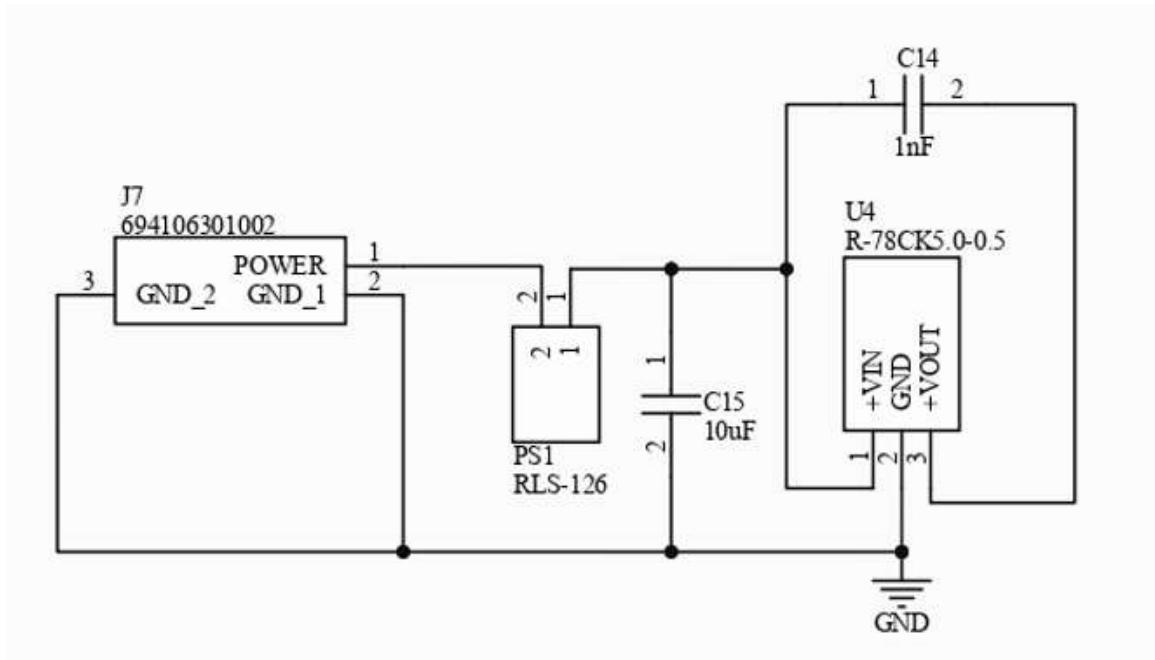 C14
1
2
1nF
J7
694106301002
U4
R-78CK5.0-0.5
POWER
1
3
GND_2
GND_1
2
2
1
2
1
+VIN
GND
+VOUT
1
C15
10uF
2
PS1
RLS-126
1
2
3
GND